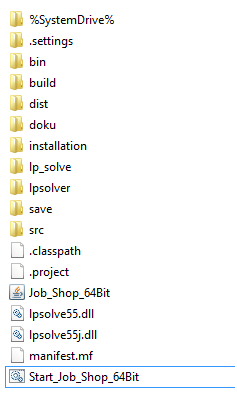 %SystemDrive%
.settings
bin
build
dist
doku
installation
lp_solve
lpsolver
save
src
.classpath
.project
Job_Shop_64Bit
lpsolve55.dll
lpsolve55j.dll
manifest.mf
Start_Job_Shop_64Bit